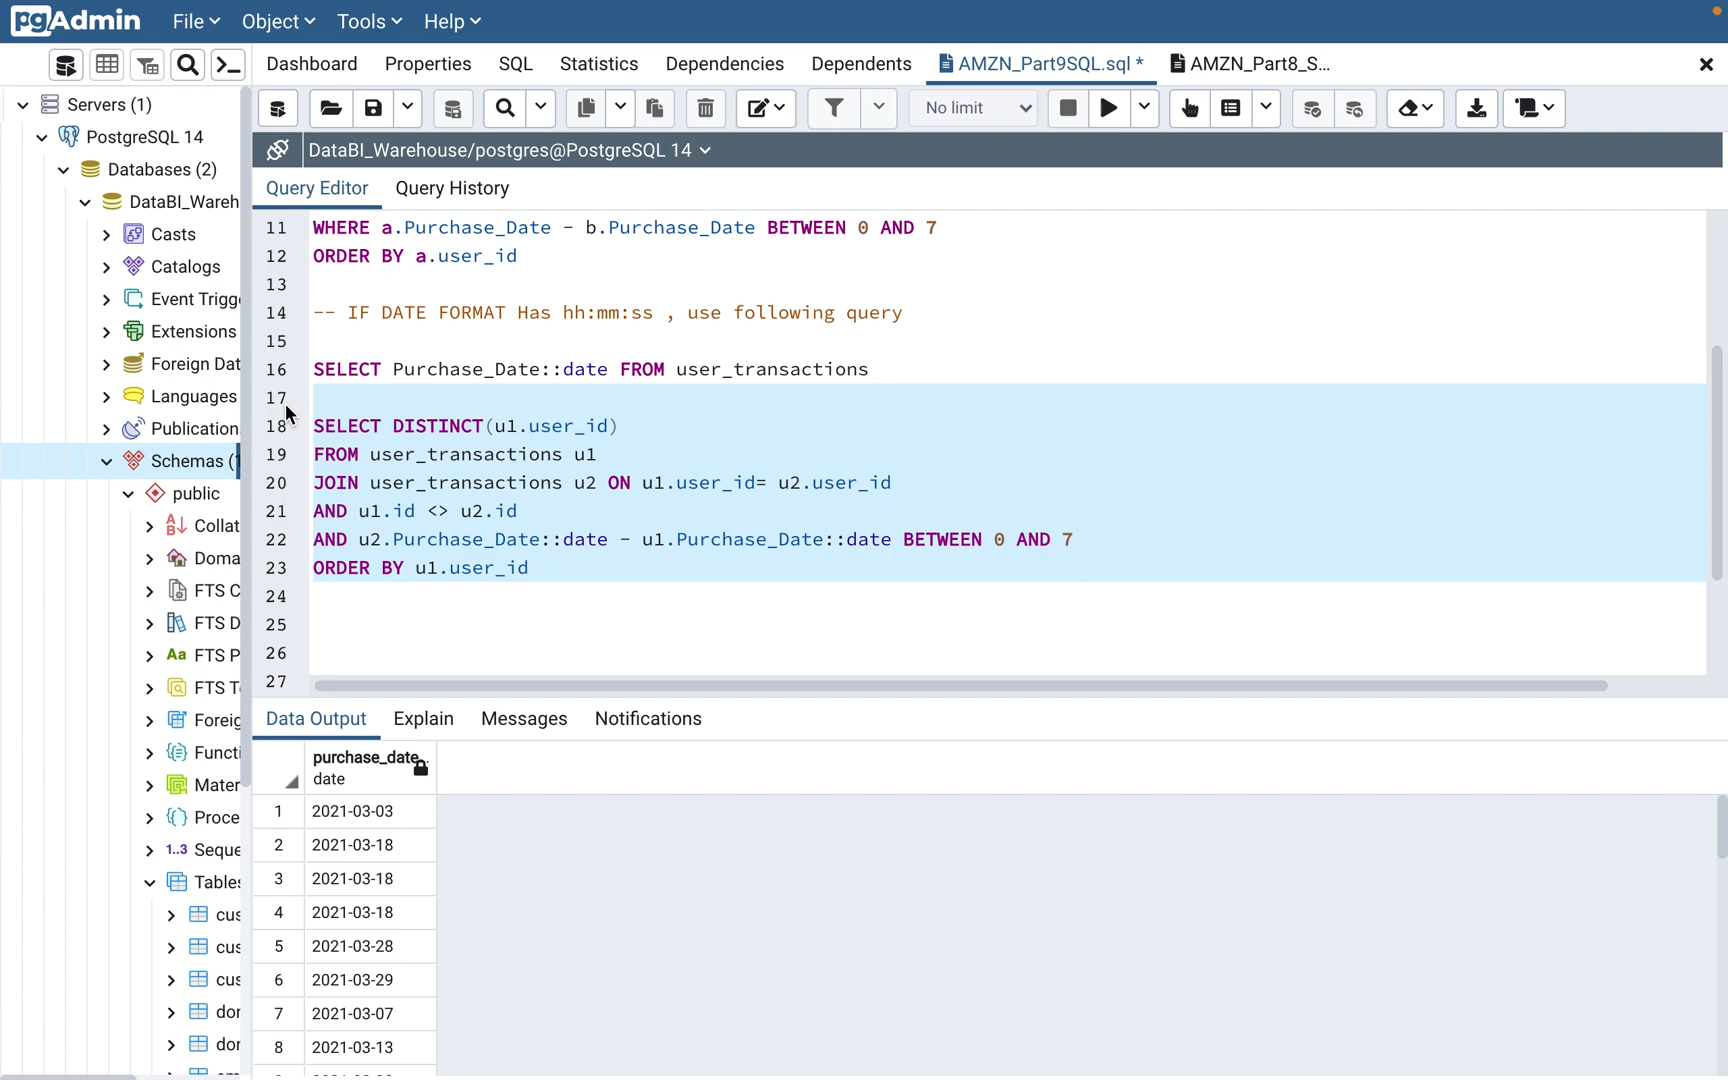 pgAdmin File Object Tools Help
Dashboard Properties SQL Statistics Dependencies Dependents AMZN_Part9SQL.sql * AMZN_Part8_S...
No limit
DataBI_Warehouse/postgres@PostgreSQL 14
Query Editor Query History
Servers (1)
PostgreSQL 14
Databases (2)
DataBI_Wareh
Casts
Catalogs
Event Trigg
Extensions
Foreign Dat
Languages
Publication
Schemas (1
public
Collat
Doma
FTS C
FTS D
Aa FTS P
FTS T
Foreig
Functi
Mater
Proce
1..3 Seque
Tables
cus
cus
cus
dor
dor
11 WHERE a.Purchase_Date - b.Purchase_Date BETWEEN 0 AND 7
12 ORDER BY a.user_id
13
14 -- IF DATE FORMAT Has hh:mm:ss , use following query
15
16 SELECT Purchase_Date::date FROM user_transactions
17
18 SELECT DISTINCT(u1.user_id)
19 FROM user_transactions u1
20 JOIN user_transactions u2 ON u1.user_id= u2.user_id
21 AND u1.id <> u2.id
22 AND u2.Purchase_Date::date - u1.Purchase_Date::date BETWEEN 0 AND 7
23 ORDER BY u1.user_id
24
25
26
27
Data Output Explain Messages Notifications
purchase_date
date
1 2021-03-03
2 2021-03-18
3 2021-03-18
4 2021-03-18
5 2021-03-28
6 2021-03-29
7 2021-03-07
8 2021-03-13